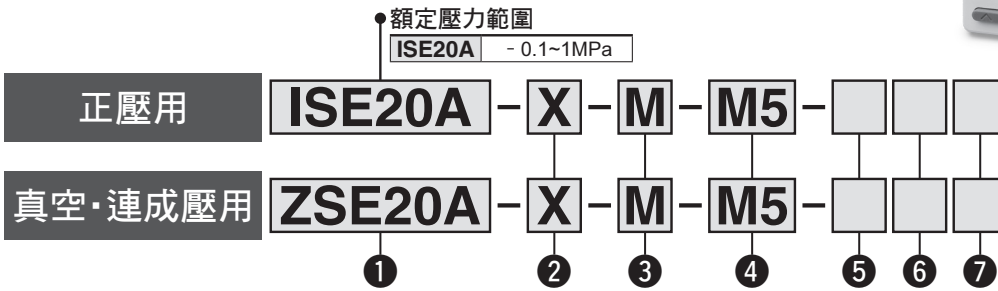 額定壓力範圍
ISE20A －0.1~1MPa
正壓用 ISE20A－X－M－M5－
真空・連成壓用 ZSE20A－X－M－M5－
❶ ❷ ❸ ❹ ❺ ❻ ❼